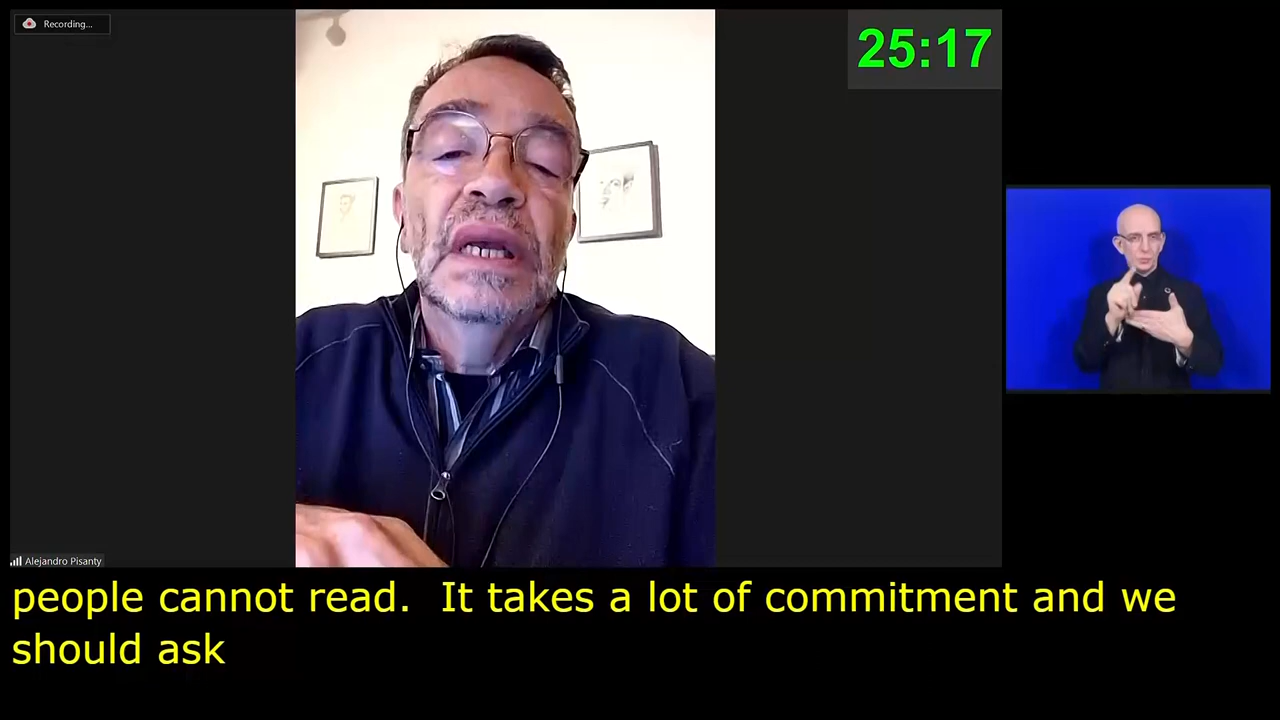 Recording...
25:17
Alejandro Pisanty
people cannot read.  It takes a lot of commitment and we
should ask